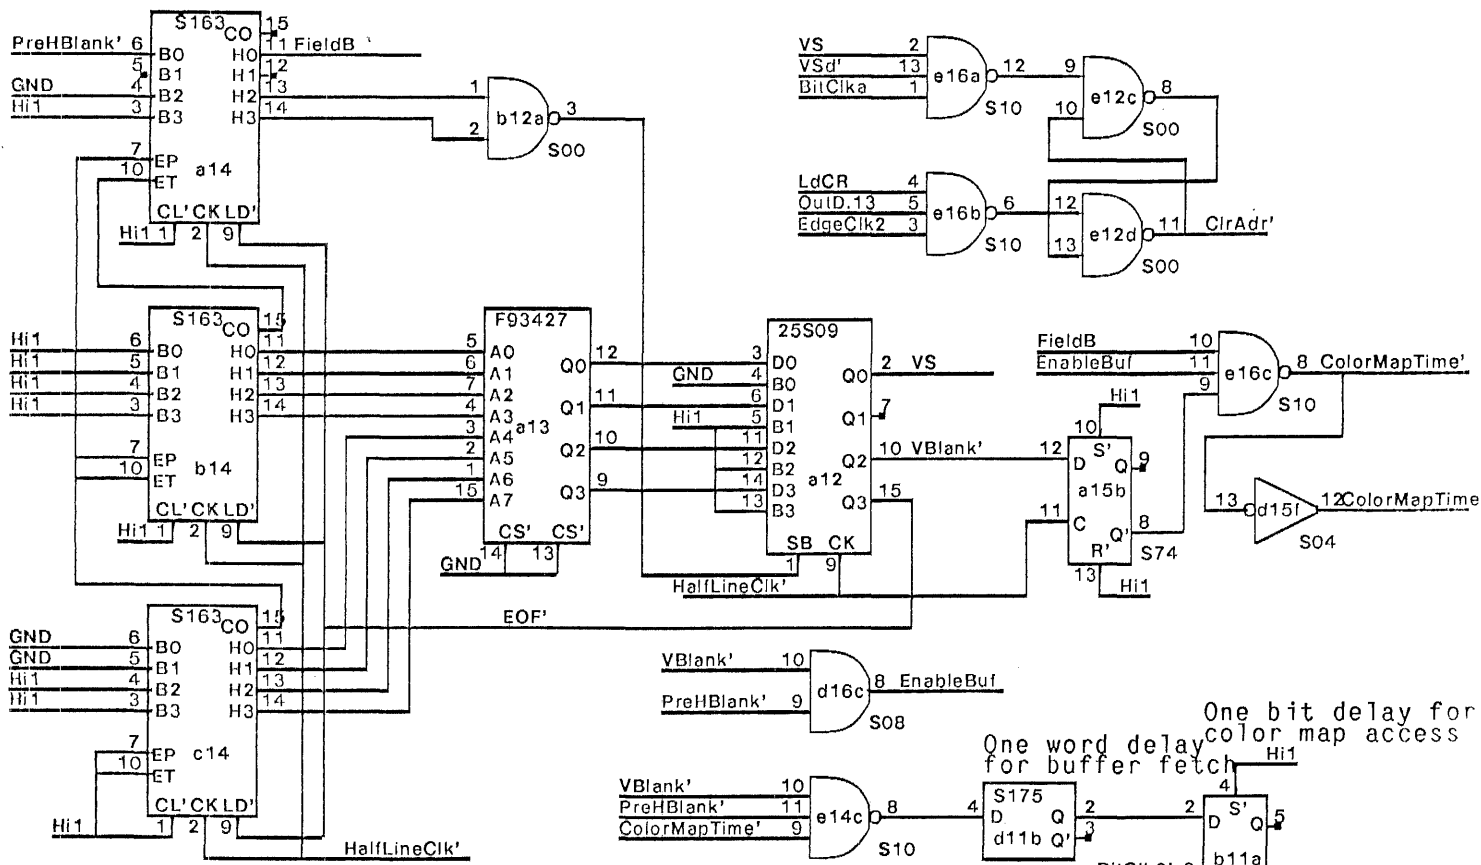 S163
CO 15
PreHBlank' 6 B0 H0 11 FieldB
5 B1 H1 12
GND 4 B2 H2 13
Hi1 3 B3 H3 14
7 EP
10 ET
a14
CL' CK LD'
Hi1 1 2 9
1
2
b12a
3
S00
VS 2
VSd' 13
BitClka 1
e16a
12
S10
9
10
e12c
8
S00
LdCR 4
OutD.13 5
EdgeClk2 3
e16b
6
S10
12
13
e12d
11 ClrAdr'
S00
S163
CO 15
Hi1 6 B0 H0 11
Hi1 5 B1 H1 12
Hi1 4 B2 H2 13
Hi1 3 B3 H3 14
7 EP
10 ET
b14
CL' CK LD'
Hi1 1 2 9
F93427
5 A0 Q0 12
6 A1
7 A2 Q1 11
4 A3
a13
3 A4 Q2 10
2 A5
1 A6 Q3 9
15 A7
CS' CS'
14 13
GND
25S09
3 D0 Q0 2 VS
GND 4 B0
6 D1 Q1 7
Hi1 5 B1
11 D2 Q2 10 VBlank'
12 B2
a12
14 D3 Q3 15
13 B3
SB CK
1 9
HalfLineClk'
EOF'
FieldB 10
EnableBuf 11
9
e16c
8 ColorMapTime'
S10
Hi1
10
S'
12 D Q 9
a15b
11 C Q' 8
R' S74
13
Hi1
13 d15f 12 ColorMapTime
S04
S163
CO 15
GND 6 B0 H0 11
GND 5 B1 H1 12
Hi1 4 B2 H2 13
Hi1 3 B3 H3 14
7 EP
10 ET
c14
CL' CK LD'
Hi1 1 2 9
HalfLineClk'
VBlank' 10
PreHBlank' 9
d16c
8 EnableBuf
S08
VBlank' 10
PreHBlank' 11
ColorMapTime' 9
e14c
8
S10
One word delay
for buffer fetch
S175
4 D Q 2
d11b Q' 3
One bit delay for
color map access
Hi1
4
S'
2 D Q 5
b11a